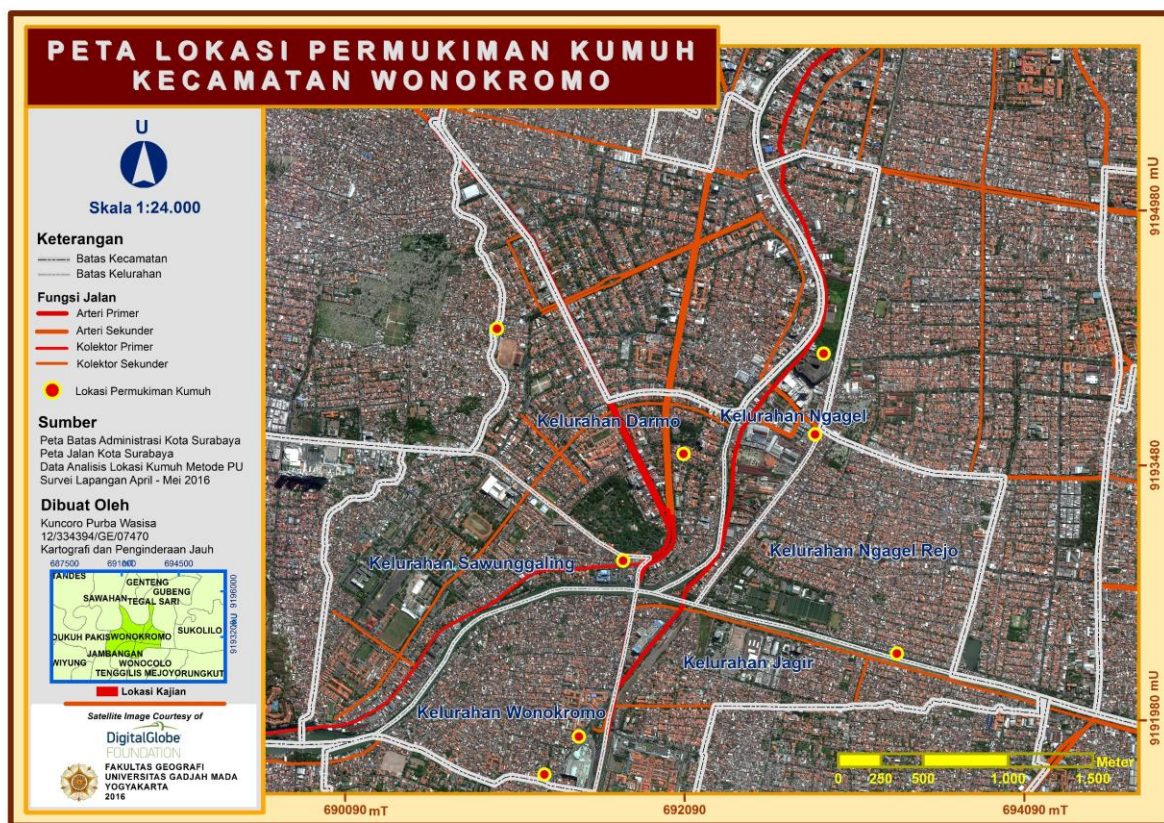 PETA LOKASI PERMUKIMAN KUMUH
KECAMATAN WONOKROMO
U
Skala 1:24.000
Keterangan
Batas Kecamatan
Batas Kelurahan
Fungsi Jalan
Arteri Primer
Arteri Sekunder
Kolektor Primer
Kolektor Sekunder
Lokasi Permukiman Kumuh
Sumber
Peta Batas Administrasi Kota Surabaya
Peta Jalan Kota Surabaya
Data Analisis Lokasi Kumuh Metode PU
Survei Lapangan April - Mei 2016
Dibuat Oleh
Kuncoro Purba Wasisa
12/334394/GE/07470
Kartografi dan Penginderaan Jauh
687500 694500
9196000
TANDES
GENTENG
GUBENG
SAWAHAN TEGAL SARI
SUKOLILO
DUKUH PAKIS WONOKROMO
JAMBANGAN
WIYUNG WONOCOLO
TENGGILIS MEJOYO RUNGKUT
Lokasi Kajian
Satellite Image Courtesy of
DigitalGlobe
FOUNDATION
FAKULTAS GEOGRAFI
UNIVERSITAS GADJAH MADA
YOGYAKARTA
2016
Kelurahan Darmo
Kelurahan Ngagel
Kelurahan Sawunggaling
Kelurahan Ngagel Rejo
Kelurahan Jagir
Kelurahan Wonokromo
Meter
0 250 500 1.000 1.500
690090 mT
692090
694090 mT
9194980 mU
9193480
9191980 mU